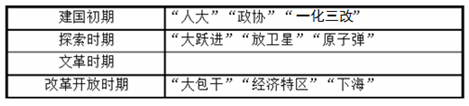 建国初期 “人大”“政协”“一化三改”
探索时期 “大跃进”“放卫星”“原子弹”
文革时期
改革开放时期 “大包干”“经济特区”“下海”